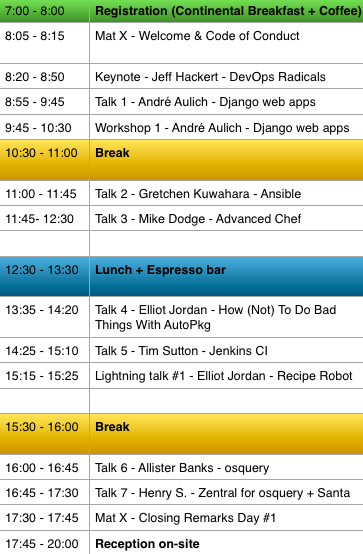 7:00 - 8:00 Registration (Continental Breakfast + Coffee)
8:05 - 8:15 Mat X - Welcome & Code of Conduct
8:20 - 8:50 Keynote - Jeff Hackert - DevOps Radicals
8:55 - 9:45 Talk 1 - André Aulich - Django web apps
9:45 - 10:30 Workshop 1 - André Aulich - Django web apps
10:30 - 11:00 Break
11:00 - 11:45 Talk 2 - Gretchen Kuwahara - Ansible
11:45- 12:30 Talk 3 - Mike Dodge - Advanced Chef
12:30 - 13:30 Lunch + Espresso bar
13:35 - 14:20 Talk 4 - Elliot Jordan - How (Not) To Do Bad
Things With AutoPkg
14:25 - 15:10 Talk 5 - Tim Sutton - Jenkins CI
15:15 - 15:25 Lightning talk #1 - Elliot Jordan - Recipe Robot
15:30 - 16:00 Break
16:00 - 16:45 Talk 6 - Allister Banks - osquery
16:45 - 17:30 Talk 7 - Henry S. - Zentral for osquery + Santa
17:30 - 17:45 Mat X - Closing Remarks Day #1
17:45 - 20:00 Reception on-site